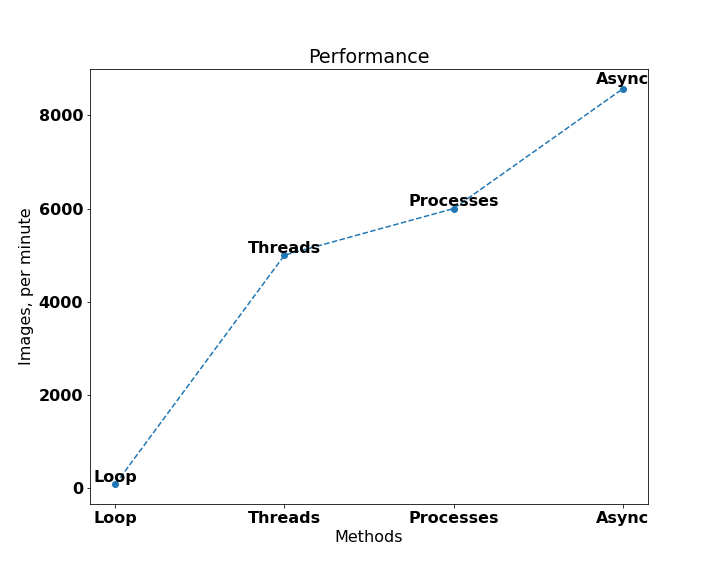 Performance
Async
8000
Processes
6000
Threads
4000
2000
Loop
0
Images, per minute
Loop Threads Processes Async
Methods